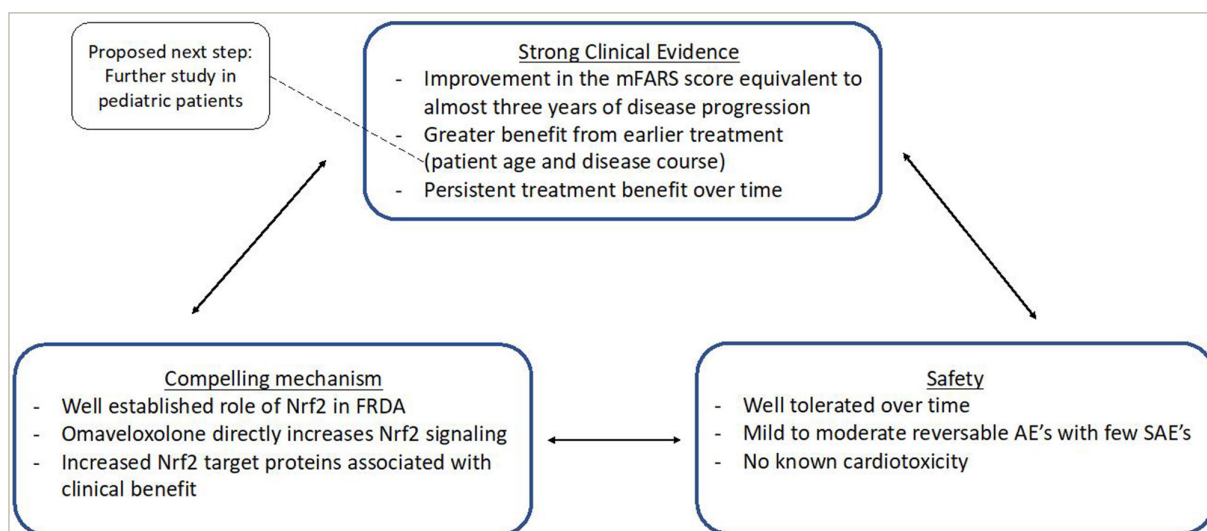 Proposed next step:
Further study in
pediatric patients
Strong Clinical Evidence
- Improvement in the mFARS score equivalent to
almost three years of disease progression
- Greater benefit from earlier treatment
(patient age and disease course)
- Persistent treatment benefit over time
Compelling mechanism
- Well established role of Nrf2 in FRDA
- Omaveloxolone directly increases Nrf2 signaling
- Increased Nrf2 target proteins associated with
clinical benefit
Safety
- Well tolerated over time
- Mild to moderate reversable AE's with few SAE's
- No known cardiotoxicity